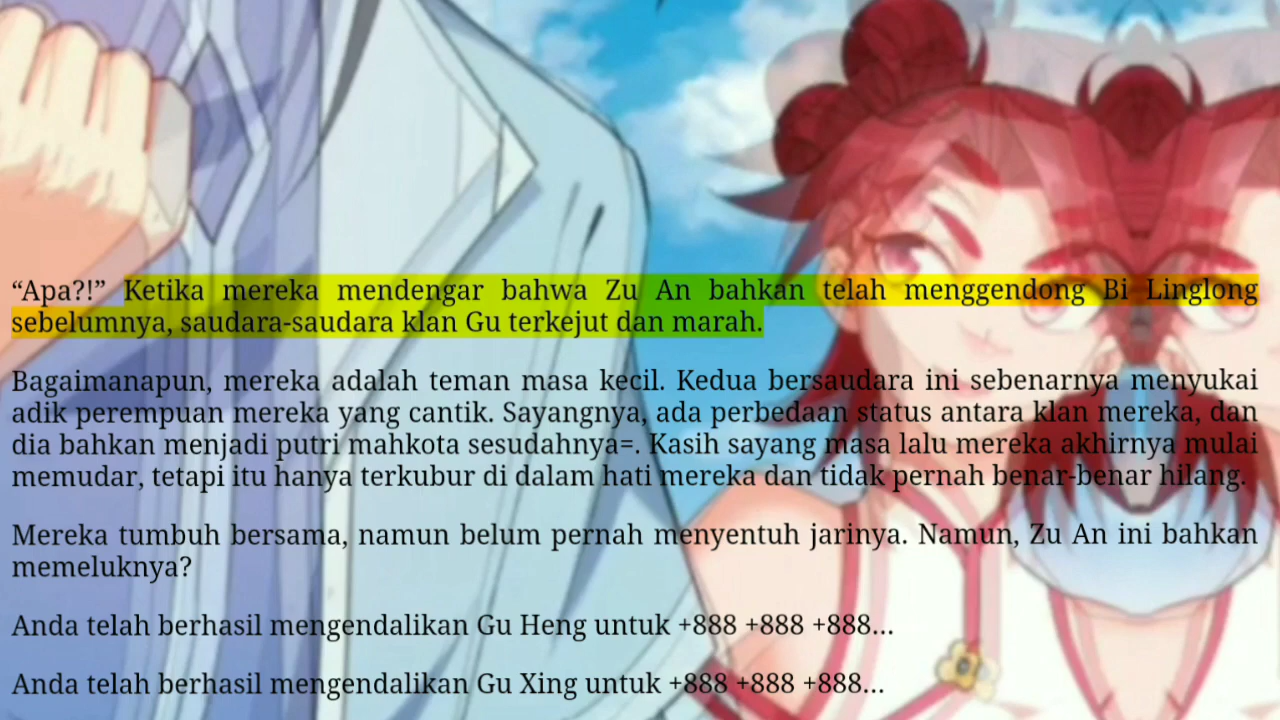 “Apa?!” Ketika mereka mendengar bahwa Zu An bahkan telah menggendong Bi Linglong
sebelumnya, saudara-saudara klan Gu terkejut dan marah.
Bagaimanapun, mereka adalah teman masa kecil. Kedua bersaudara ini sebenarnya menyukai
adik perempuan mereka yang cantik. Sayangnya, ada perbedaan status antara klan mereka, dan
dia bahkan menjadi putri mahkota sesudahnya=. Kasih sayang masa lalu mereka akhirnya mulai
memudar, tetapi itu hanya terkubur di dalam hati mereka dan tidak pernah benar-benar hilang.
Mereka tumbuh bersama, namun belum pernah menyentuh jarinya. Namun, Zu An ini bahkan
memeluknya?
Anda telah berhasil mengendalikan Gu Heng untuk +888 +888 +888…
Anda telah berhasil mengendalikan Gu Xing untuk +888 +888 +888…